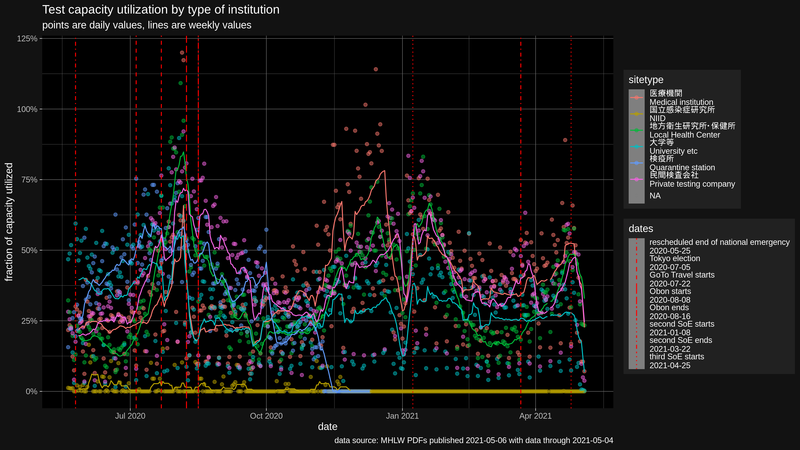 Test capacity utilization by type of institution
points are daily values, lines are weekly values
125%
100%
75%
50%
25%
0%
fraction of capacity utilized
Jul 2020
Oct 2020
Jan 2021
Apr 2021
date
data source: MHLW PDFs published 2021-05-06 with data through 2021-05-04
sitetype
医療機関
Medical institution
国立感染症研究所
NIID
地方衛生研究所・保健所
Local Health Center
大学等
University etc
検疫所
Quarantine station
民間検査会社
Private testing company
NA
dates
rescheduled end of national emergency
2020-05-25
Tokyo election
2020-07-05
GoTo Travel starts
2020-07-22
Obon starts
2020-08-08
Obon ends
2020-08-16
second SoE starts
2021-01-08
second SoE ends
2021-03-22
third SoE starts
2021-04-25